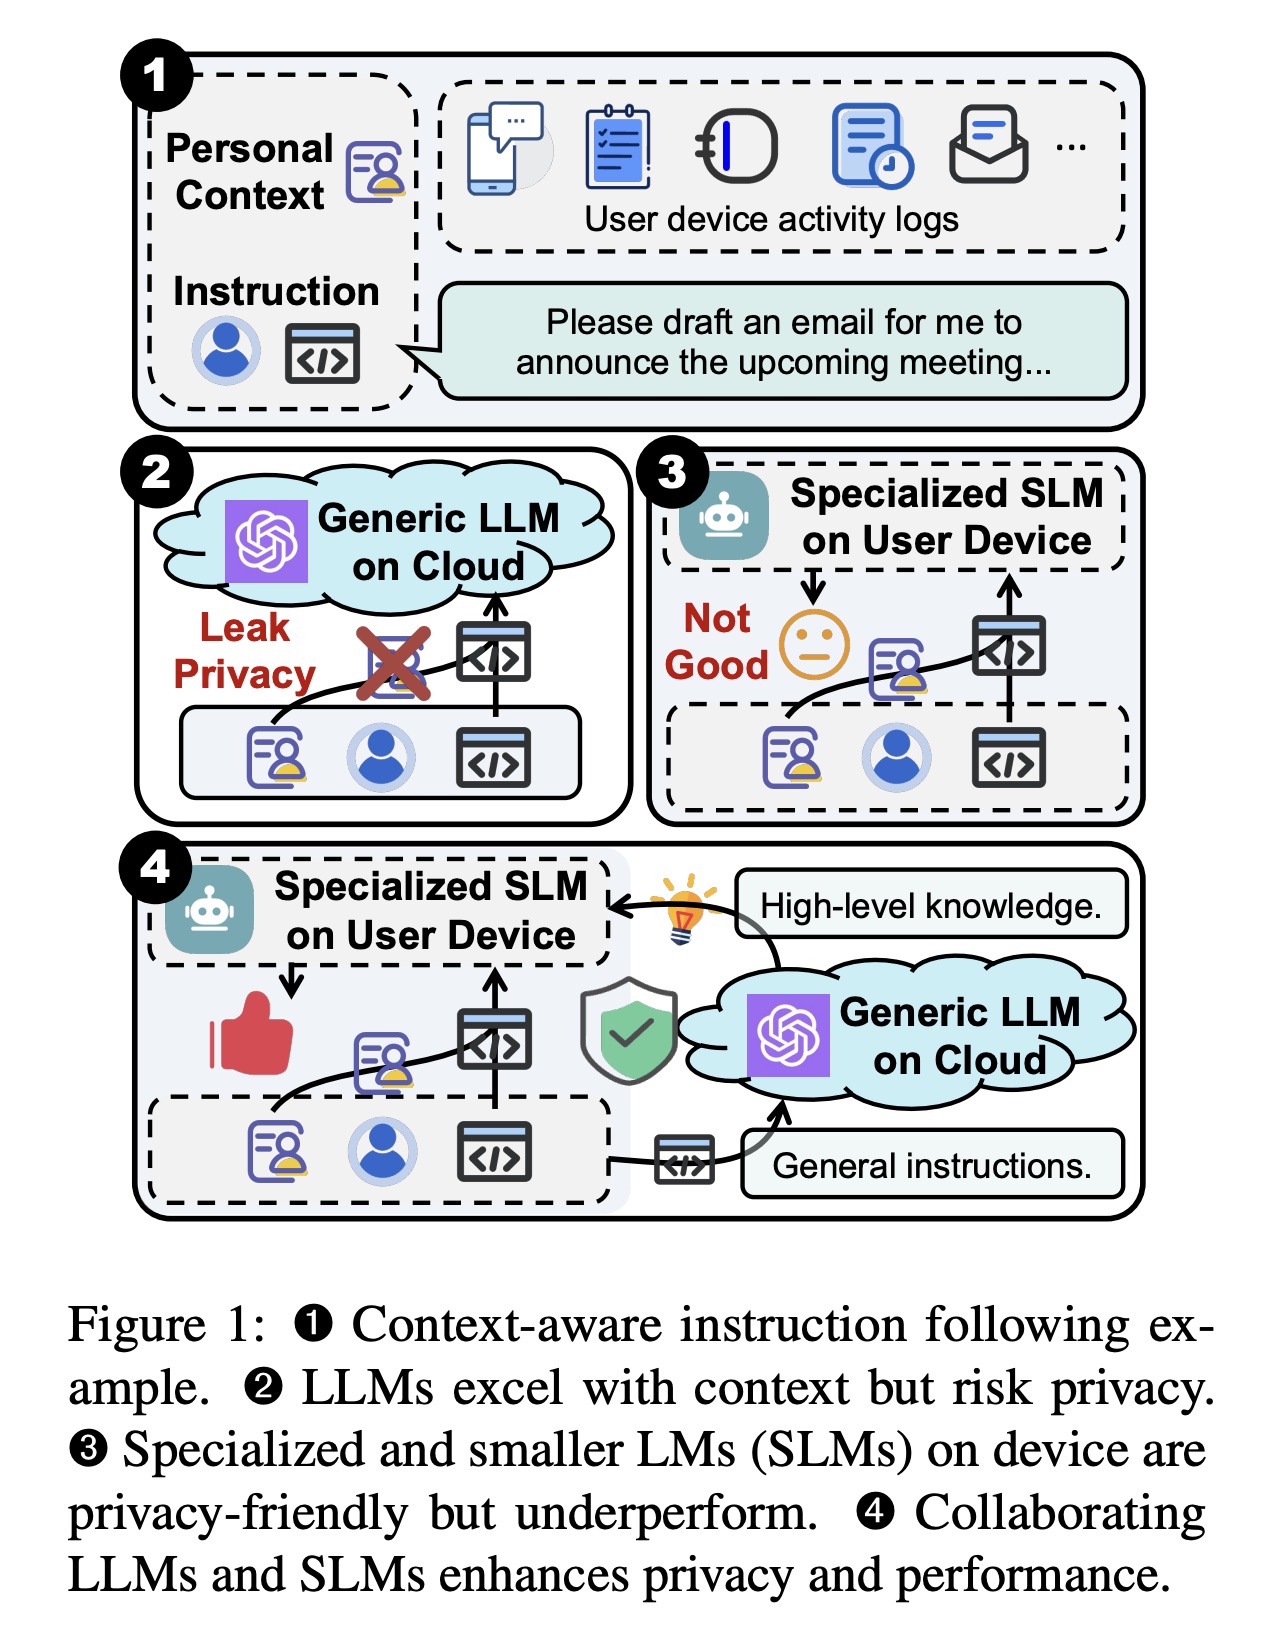 1
Personal
Context
...
User device activity logs
Instruction
</>
Please draft an email for me to
announce the upcoming meeting...
2
Generic LLM
on Cloud
Leak
Privacy
</>
</>
3
Specialized SLM
on User Device
Not
Good
</>
</>
4
Specialized SLM
on User Device
High-level knowledge.
Generic LLM
on Cloud
</>
</>
</>
General instructions.
Figure 1: ❶ Context-aware instruction following ex-
ample. ❷ LLMs excel with context but risk privacy.
❸ Specialized and smaller LMs (SLMs) on device are
privacy-friendly but underperform. ❹ Collaborating
LLMs and SLMs enhances privacy and performance.